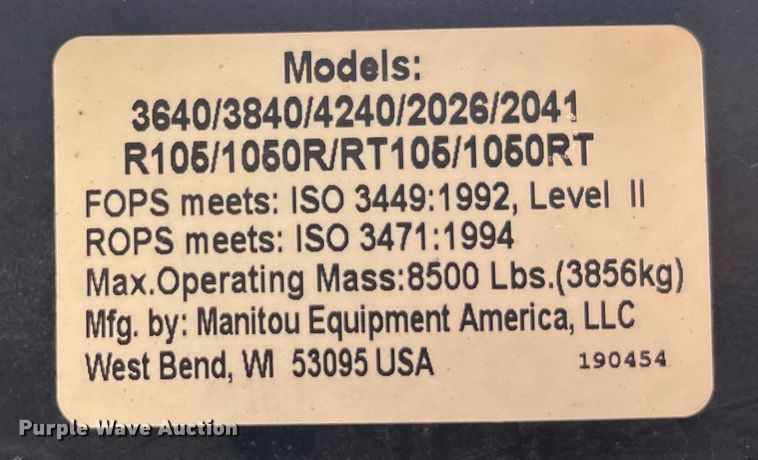 Models:
3640/3840/4240/2026/2041
R105/1050R/RT105/1050RT
FOPS meets: ISO 3449:1992, Level II
ROPS meets: ISO 3471:1994
Max.Operating Mass:8500 Lbs.(3856kg)
Mfg. by: Manitou Equipment America, LLC
West Bend, WI 53095 USA 190454
Purple Wave Auction